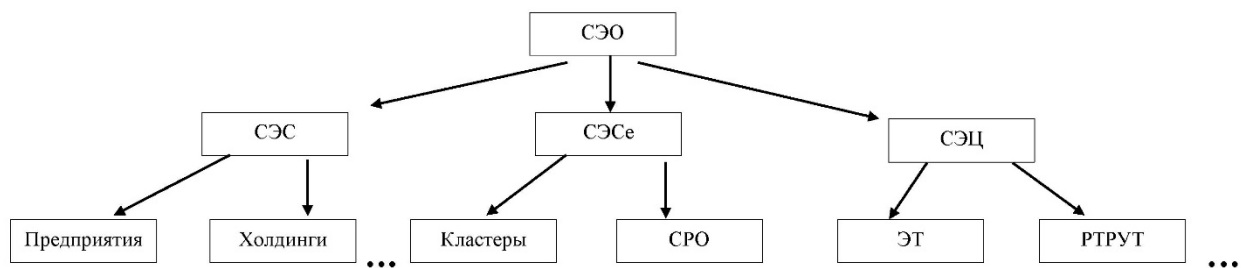 СЭО
СЭС
СЭСе
СЭЦ
Предприятия
Холдинги
...
Кластеры
СРО
ЭТ
РТРУТ
...